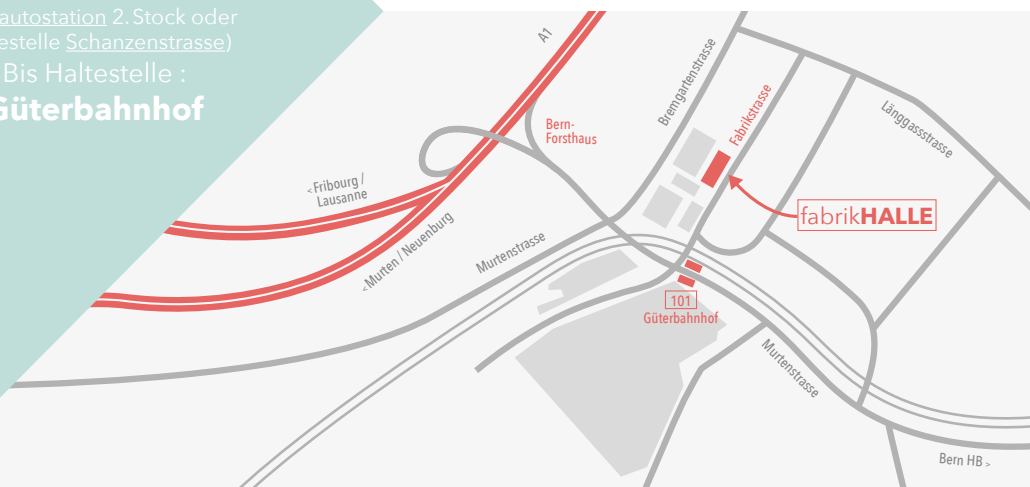 autostation 2. Stock oder
estelle Schanzenstrasse)
Bis Haltestelle :
Güterbahnhof
A1
Bern-
Forsthaus
Bremgartenstrasse
Fabrikstrasse
Länggassstrasse
<Fribourg /
Lausanne
<Murten / Neuenburg
Murtenstrasse
fabrikHALLE
101
Güterbahnhof
Murtenstrasse
Bern HB >